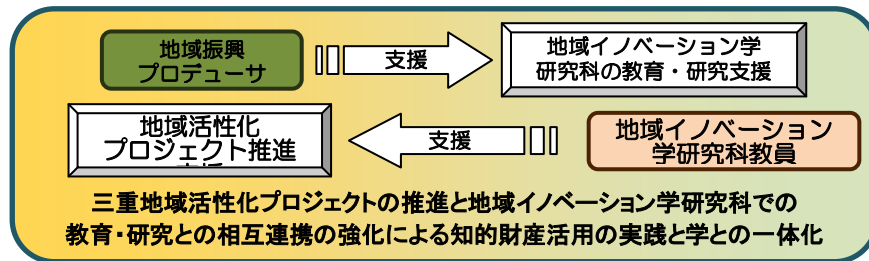 地域振興
プロデューサ
支援
地域イノベーション学
研究科の教育・研究支援
地域活性化
プロジェクト推進
支援
地域イノベーション
学研究科教員
三重地域活性化プロジェクトの推進と地域イノベーション学研究科での
教育・研究との相互連携の強化による知的財産活用の実践と学との一体化